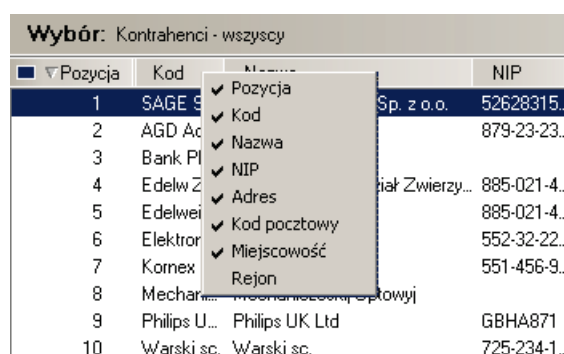 Wybór: Kontrahenci - wszyscy
Pozycja Kod Nazwa NIP
1 SAGE S Sp. z o.o. 52628315..
2 AGD Ad 879-23-23..
3 Bank Pl
4 Edelw Z iał Zwierzy... 885-021-4..
5 Edelwei 885-021-4..
6 Elektror 552-32-22..
7 Kornex 551-456-9..
8 Mechani...
9 Philips U... Philips UK Ltd GBHA871
10 Warski sc. Warski sc. 725-234-1..
Pozycja
Kod
Nazwa
NIP
Adres
Kod pocztowy
Miejscowość
Rejon